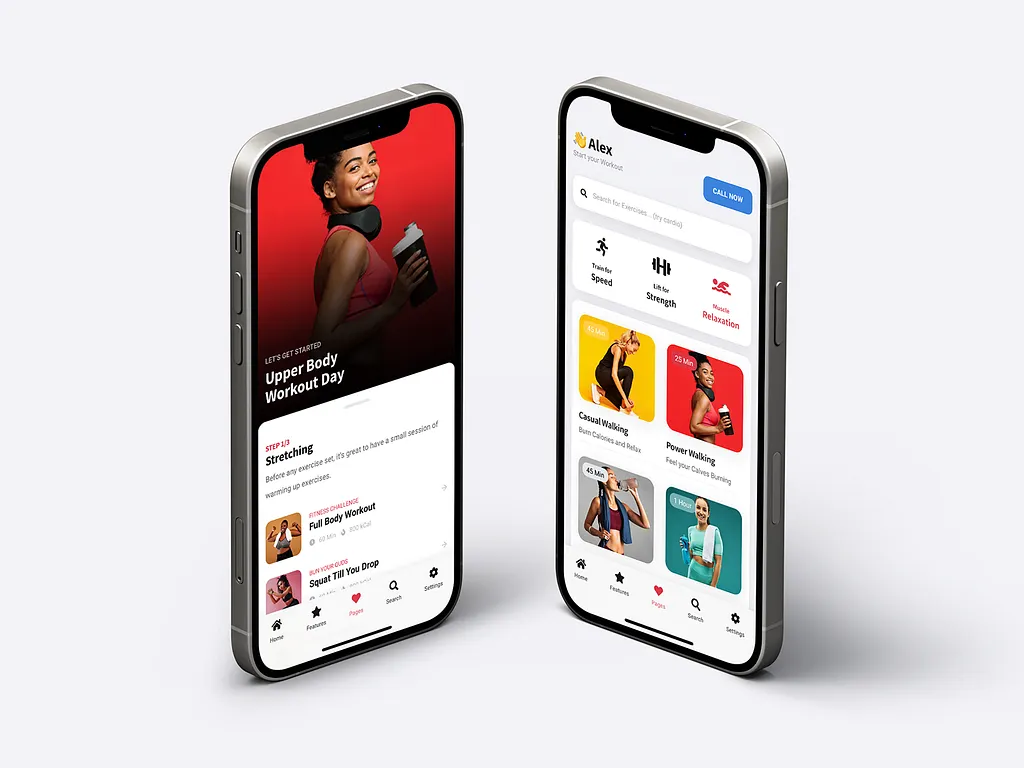 LET'S GET STARTED
Upper Body
Workout Day
STEP 1/3
Stretching
Before any exercise set, it's great to have a small session of
warming up exercises.
FITNESS CHALLENGE
Full Body Workout
60 Min 800 kCal
BUN YOUR GUDS
Squat Till You Drop
Home
Features
Pages
Search
Settings
👋 Alex
Start your Workout
CALL NOW
Search for Exercises .. (try cardio)
Train for
Speed
Lift for
Strength
Muscle
Relaxation
45 Min
25 Min
Casual Walking
Burn Calories and Relax
Power Walking
Feel your Calves Burning
45 Min
1 Hour
Home
Features
Pages
Search
Settings